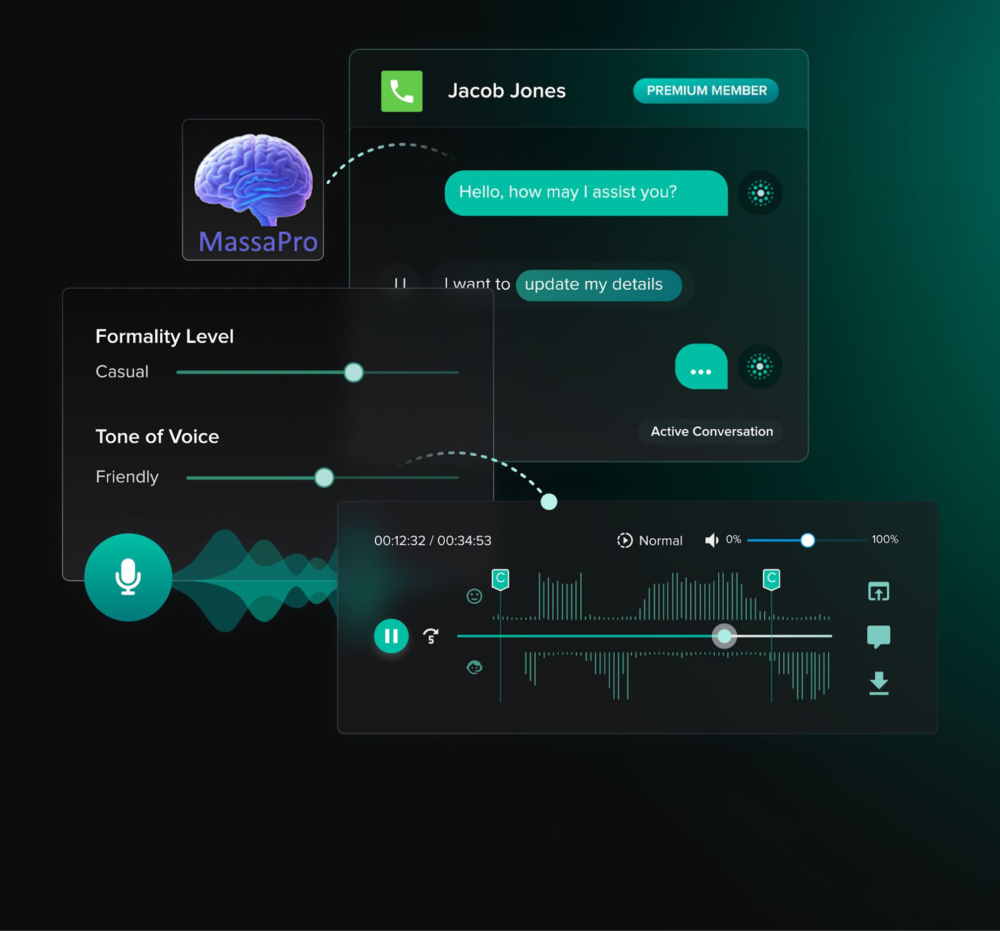 Jacob Jones
PREMIUM MEMBER
MassaPro
Hello, how may I assist you?
I want to update my details
Active Conversation
Formality Level
Casual
Tone of Voice
Friendly
00:12:32 / 00:34:53
Normal
0%
100%
C
C
5